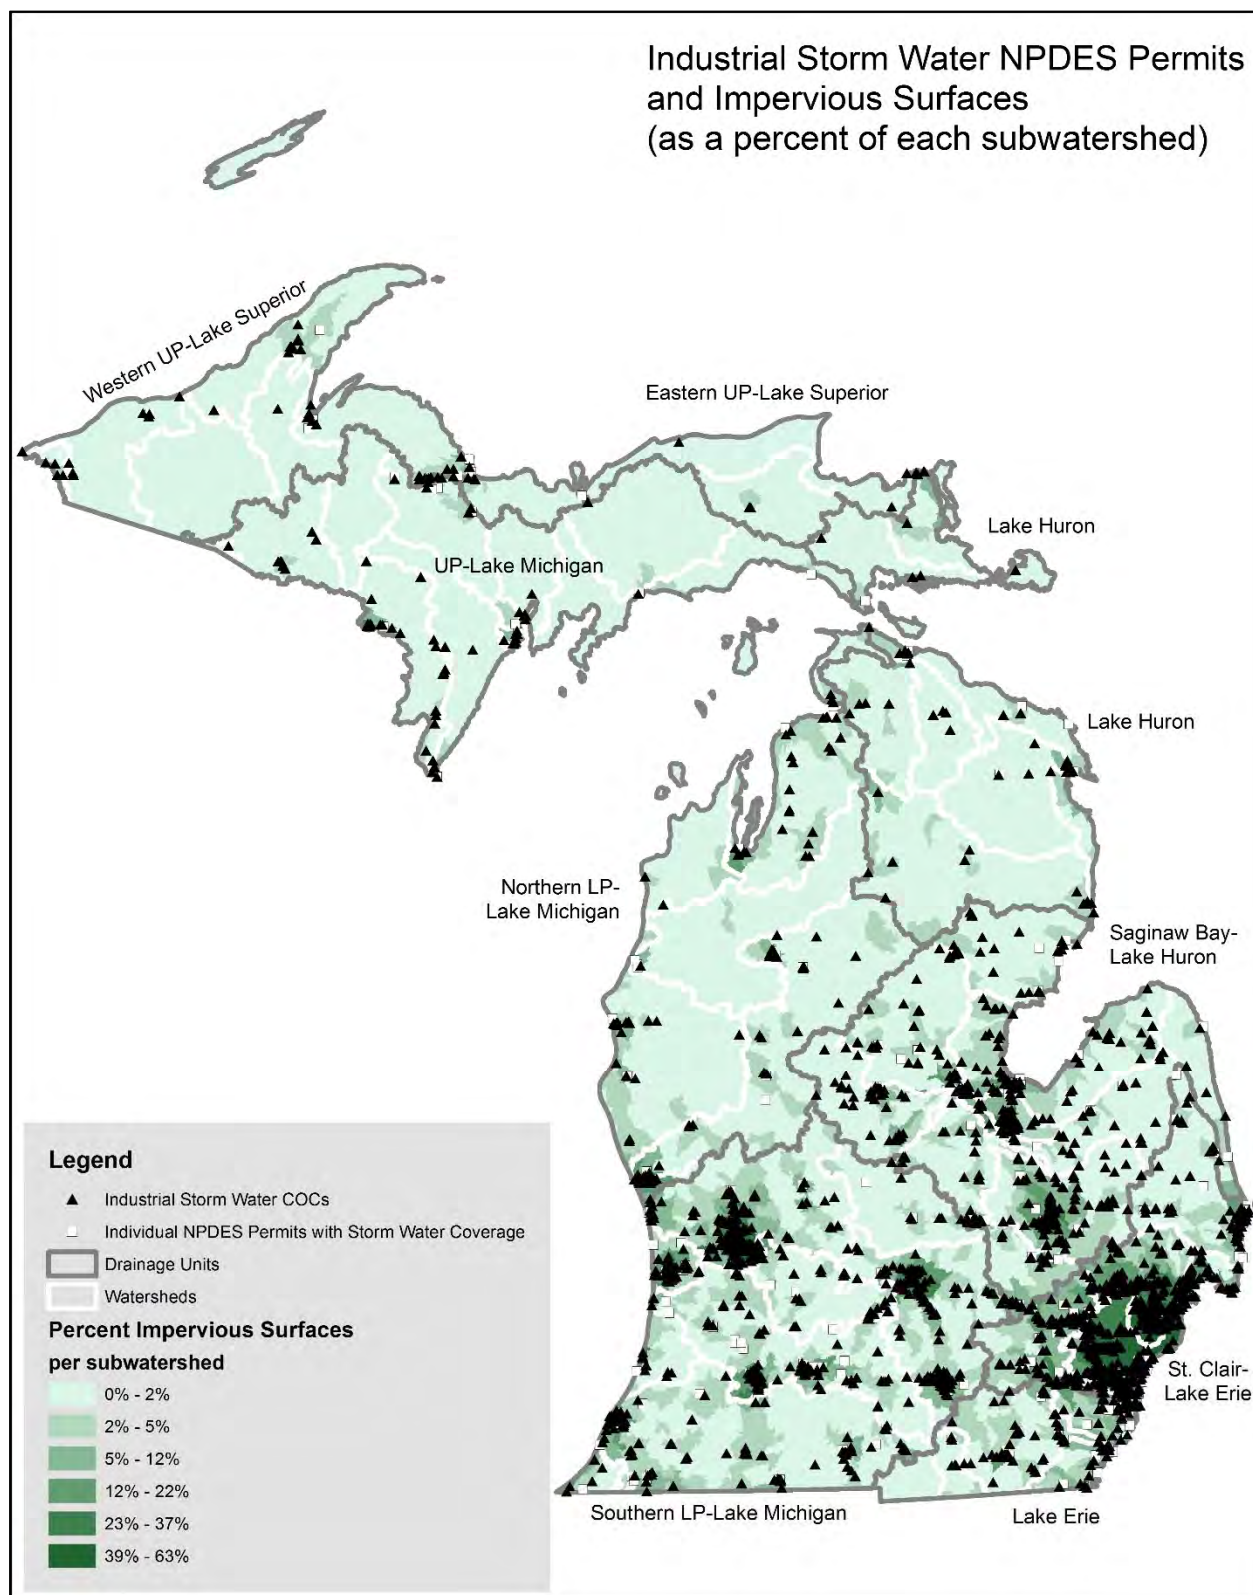 Industrial Storm Water NPDES Permits
and Impervious Surfaces
(as a percent of each subwatershed)
Western UP-Lake Superior
Eastern UP-Lake Superior
Lake Huron
UP-Lake Michigan
Lake Huron
Northern LP-
Lake Michigan
Saginaw Bay-
Lake Huron
St. Clair-
Lake Erie
Southern LP-Lake Michigan
Lake Erie
Legend
Industrial Storm Water COCs
Individual NPDES Permits with Storm Water Coverage
Drainage Units
Watersheds
Percent Impervious Surfaces
per subwatershed
0% - 2%
2% - 5%
5% - 12%
12% - 22%
23% - 37%
39% - 63%